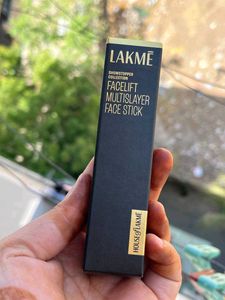 LAKMĒ
SHOWSTOPPER
COLLECTION
FACELIFT
MULTISLAYER
FACE STICK
HOUSE of LAKMĒ